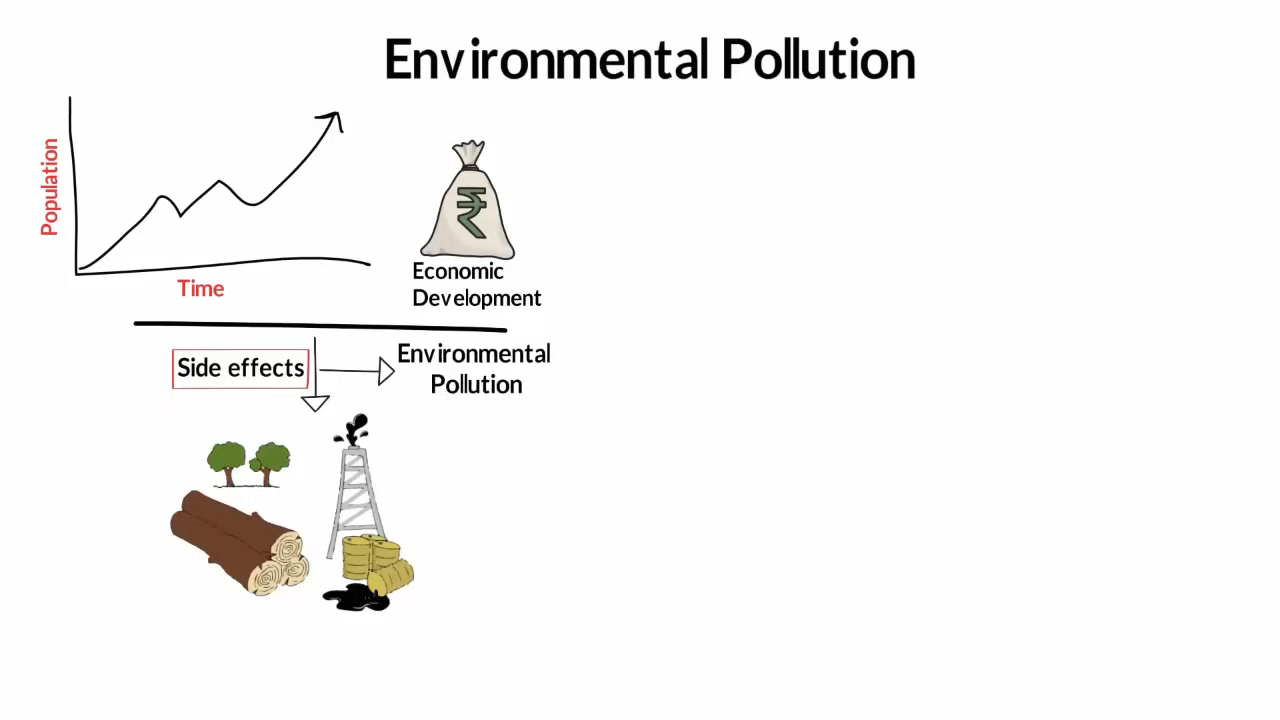 Environmental Pollution
Population
Time
₹
Economic
Development
Side effects
Environmental
Pollution